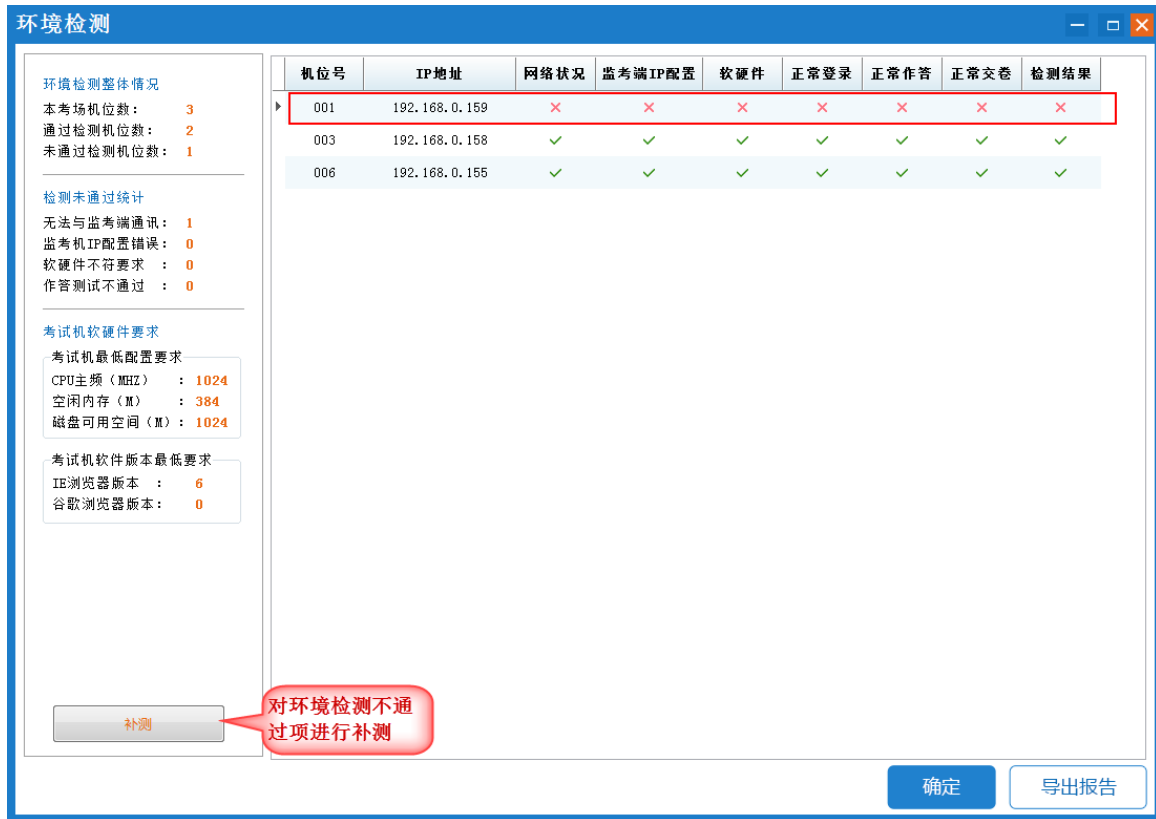 环境检测
环境检测整体情况
本考场机位数： 3
通过检测机位数： 2
未通过检测机位数： 1
检测未通过统计
无法与监考端通讯： 1
监考机IP配置错误： 0
软硬件不符要求 ： 0
作答测试不通过 ： 0
考试机软硬件要求
考试机最低配置要求
CPU主频（MHZ） ： 1024
空闲内存（M） ： 384
磁盘可用空间（M）： 1024
考试机软件版本最低要求
IE浏览器版本 ： 6
谷歌浏览器版本： 0
补测
机位号 IP地址 网络状况 监考端IP配置 软硬件 正常登录 正常作答 正常交卷 检测结果
001 192.168.0.159 × × × × × × ×
003 192.168.0.158 ✓ ✓ ✓ ✓ ✓ ✓ ✓
006 192.168.0.155 ✓ ✓ ✓ ✓ ✓ ✓ ✓
对环境检测不通
过项进行补测
确定 导出报告